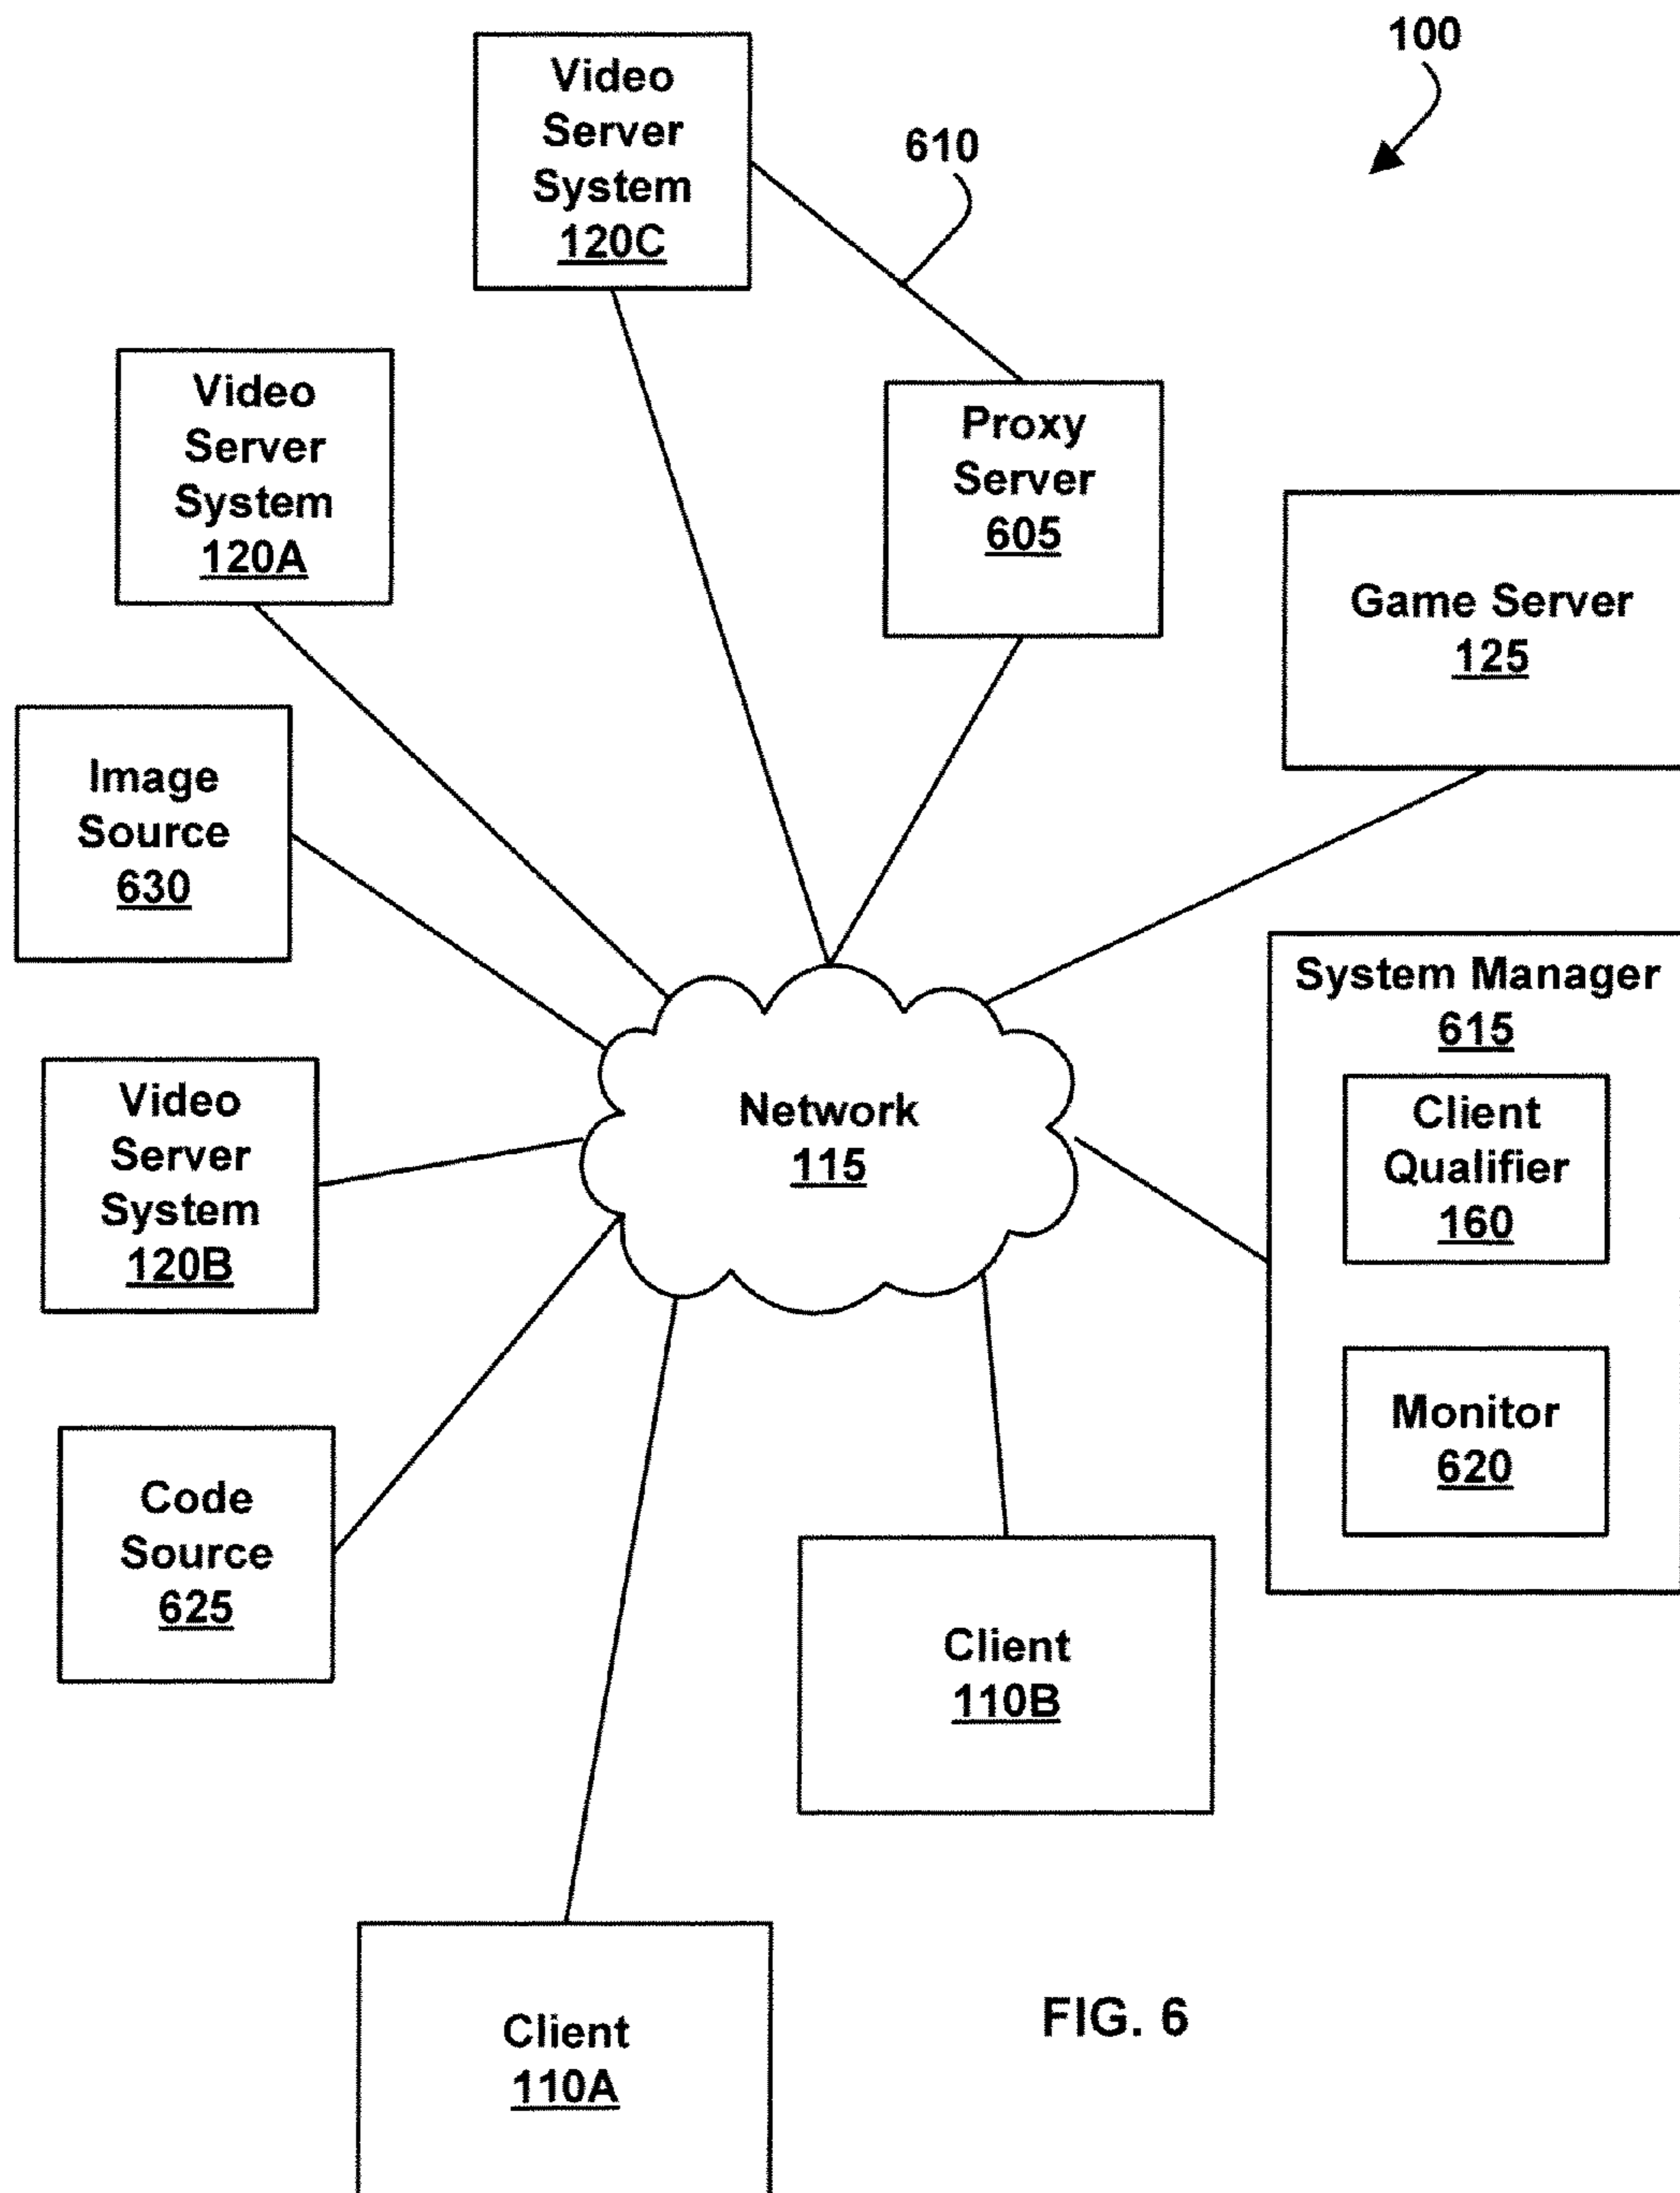 100
Video
Server
System
120C
610
Video
Server
System
120A
Proxy
Server
605
Game Server
125
Image
Source
630
System Manager
615
Client
Qualifier
160
Monitor
620
Network
115
Video
Server
System
120B
Code
Source
625
Client
110B
Client
110A
FIG. 6